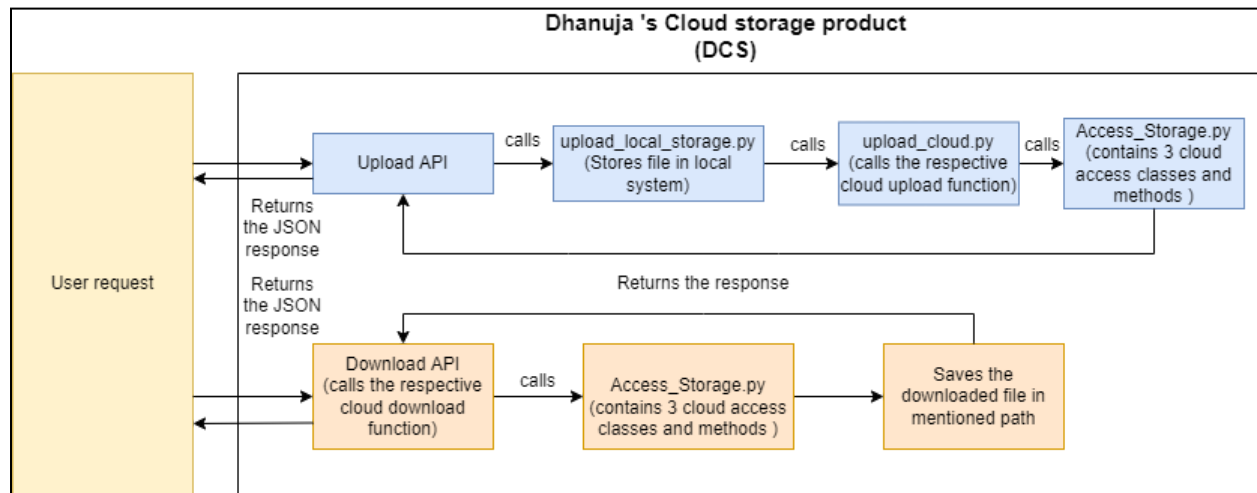 Dhanuja 's Cloud storage product
(DCS)
User request
Upload API
calls
upload_local_storage.py
(Stores file in local
system)
calls
upload_cloud.py
(calls the respective
cloud upload function)
calls
Access_Storage.py
(contains 3 cloud
access classes and
methods )
Returns
the JSON
response
Returns
the JSON
response
Returns the response
Download API
(calls the respective
cloud download
function)
calls
Access_Storage.py
(contains 3 cloud access
classes and methods )
Saves the
downloaded file in
mentioned path